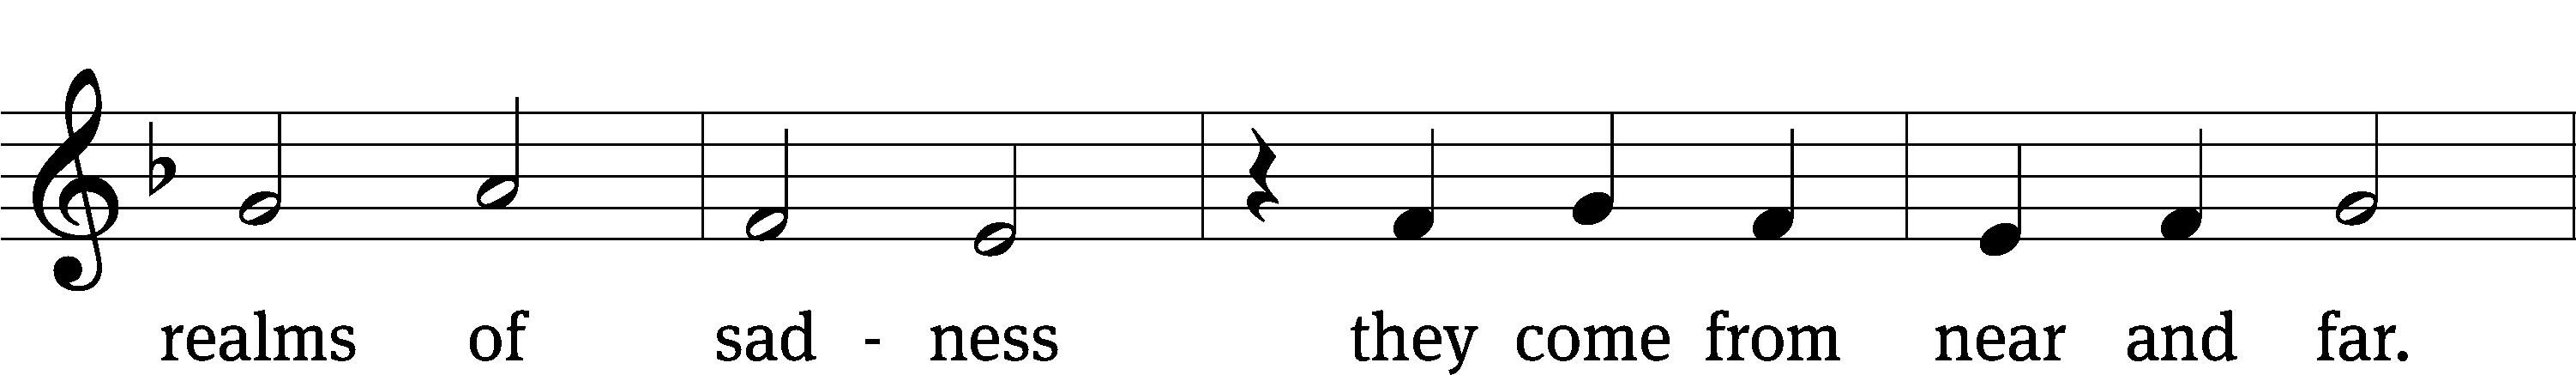 realms of sad - ness they come from near and far.